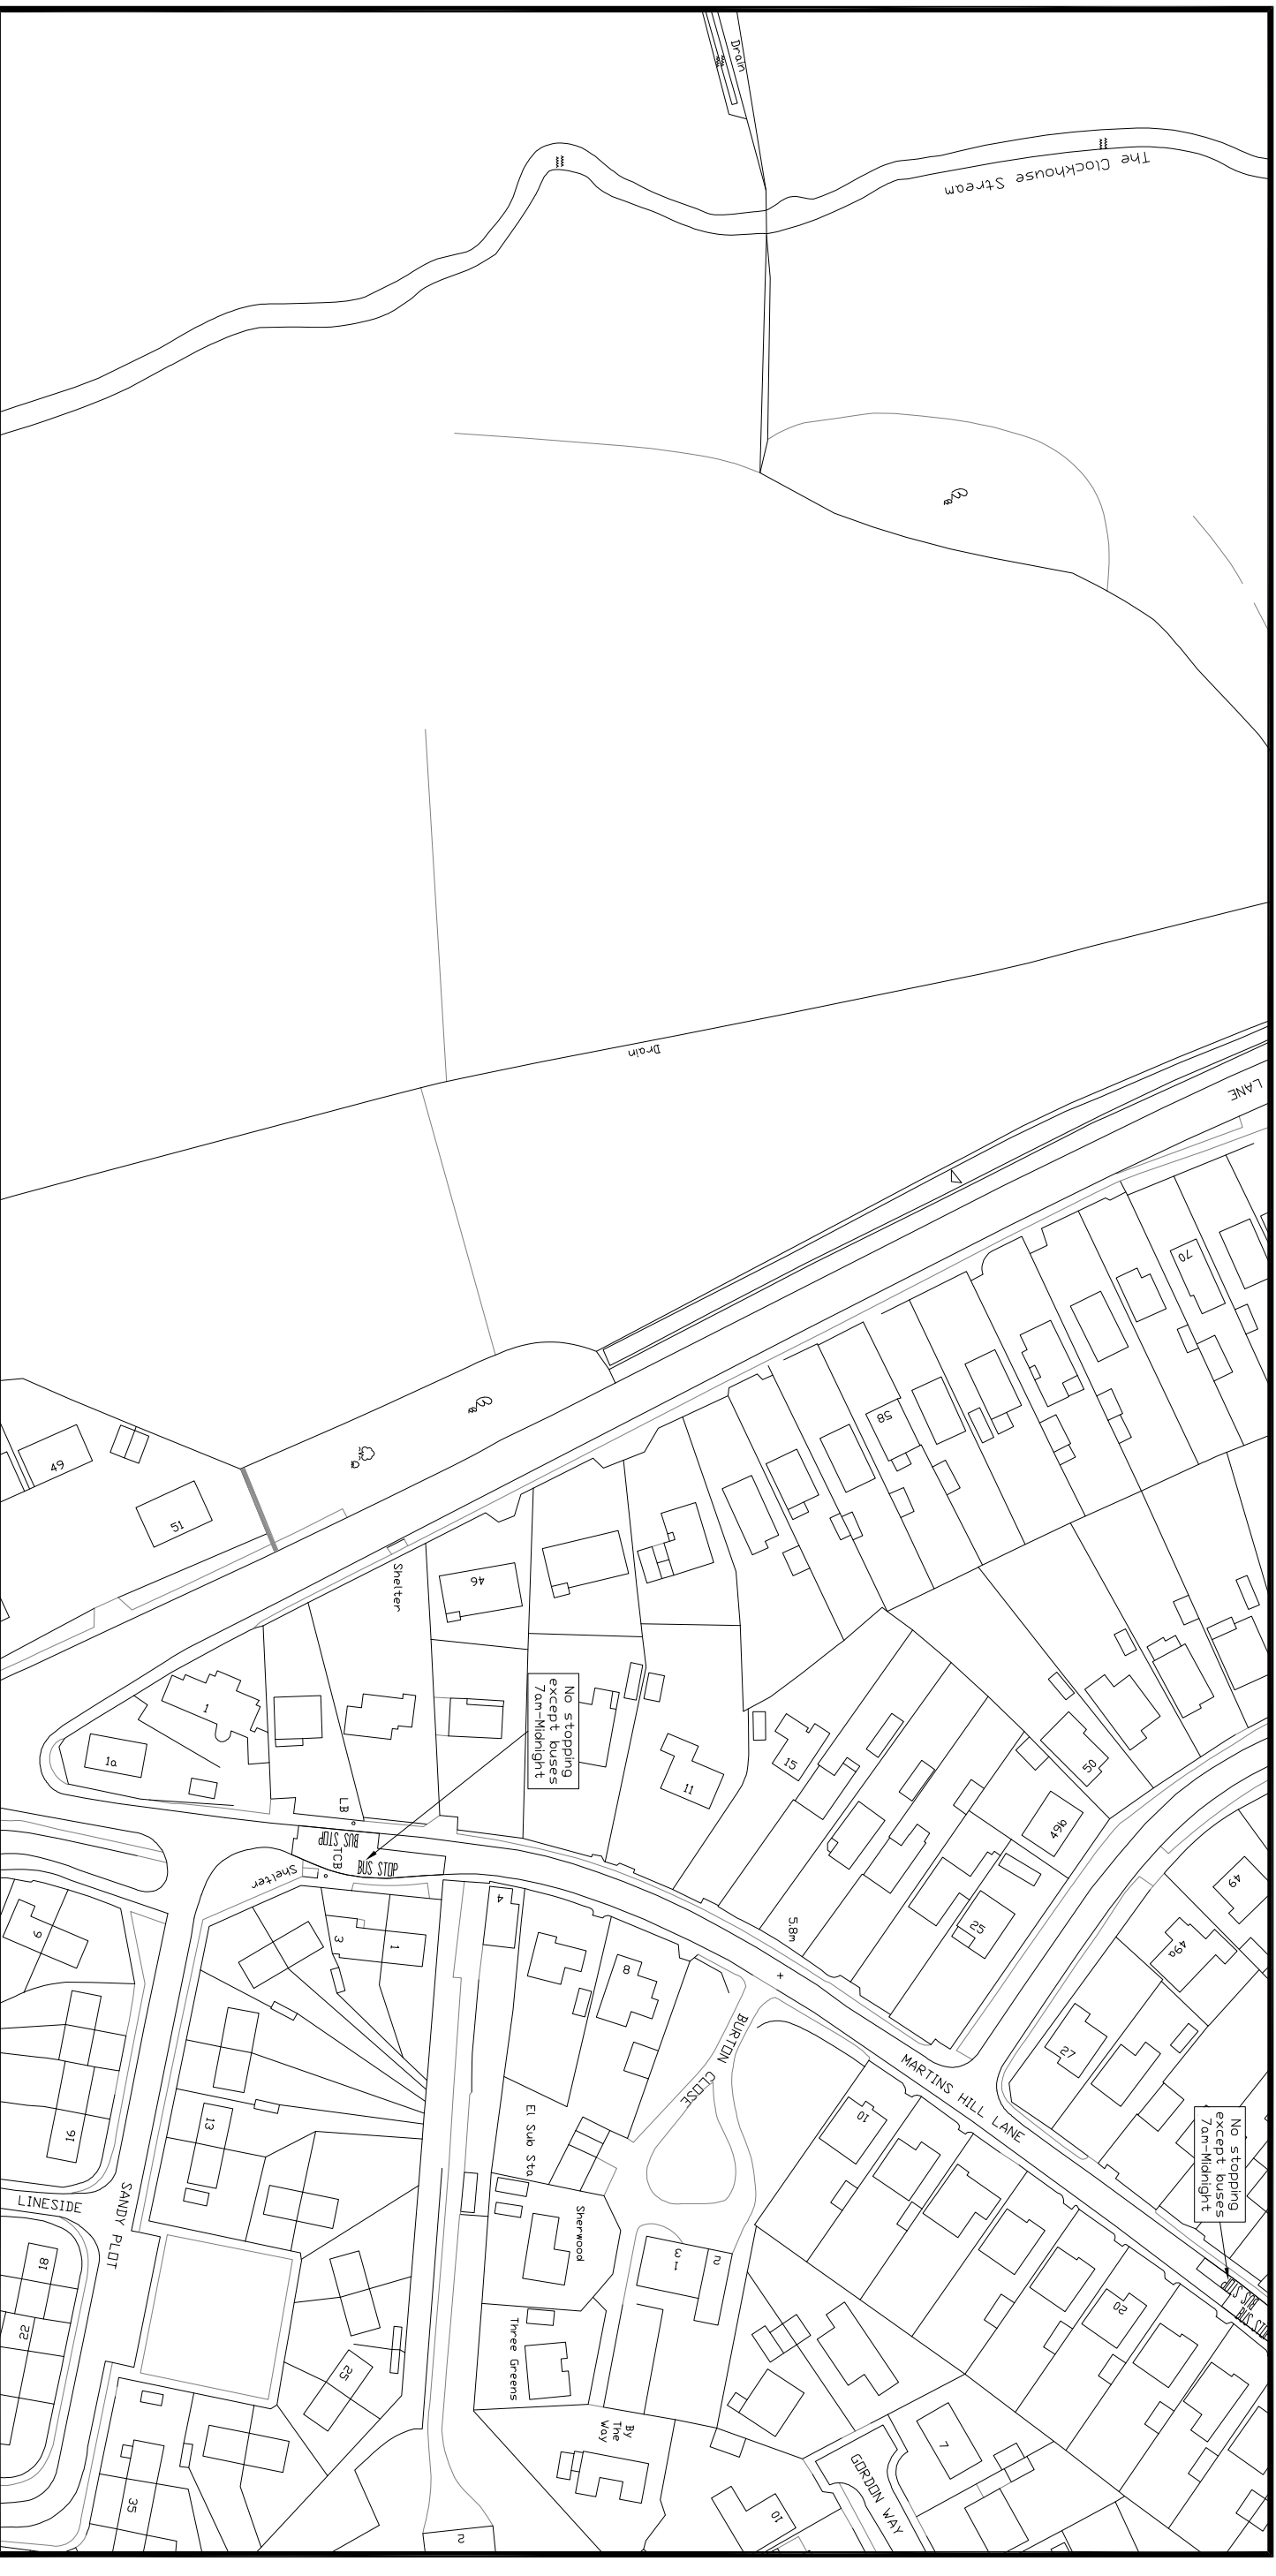 Drain
The Clockhouse Stream
Drain
LANE
70
58
49
51
46
Shelter
No stopping
except buses
7am-Midnight
1
1a
15
11
50
49b
LB
BUS STOP
TCB
BUS STOP
Shelter
49
25
5.8m
4
9
3
1
49a
8
27
BURTON CLOSE
MARTINS HILL LANE
10
El Sub Sta
No stopping
except buses
7am-Midnight
16
13
LINESIDE
SANDY PLOT
Sherwood
18
1
3
2
BUS STOP
BUS STOP
22
20
Three Greens
25
By
The
Way
7
GORDON WAY
35
10
2